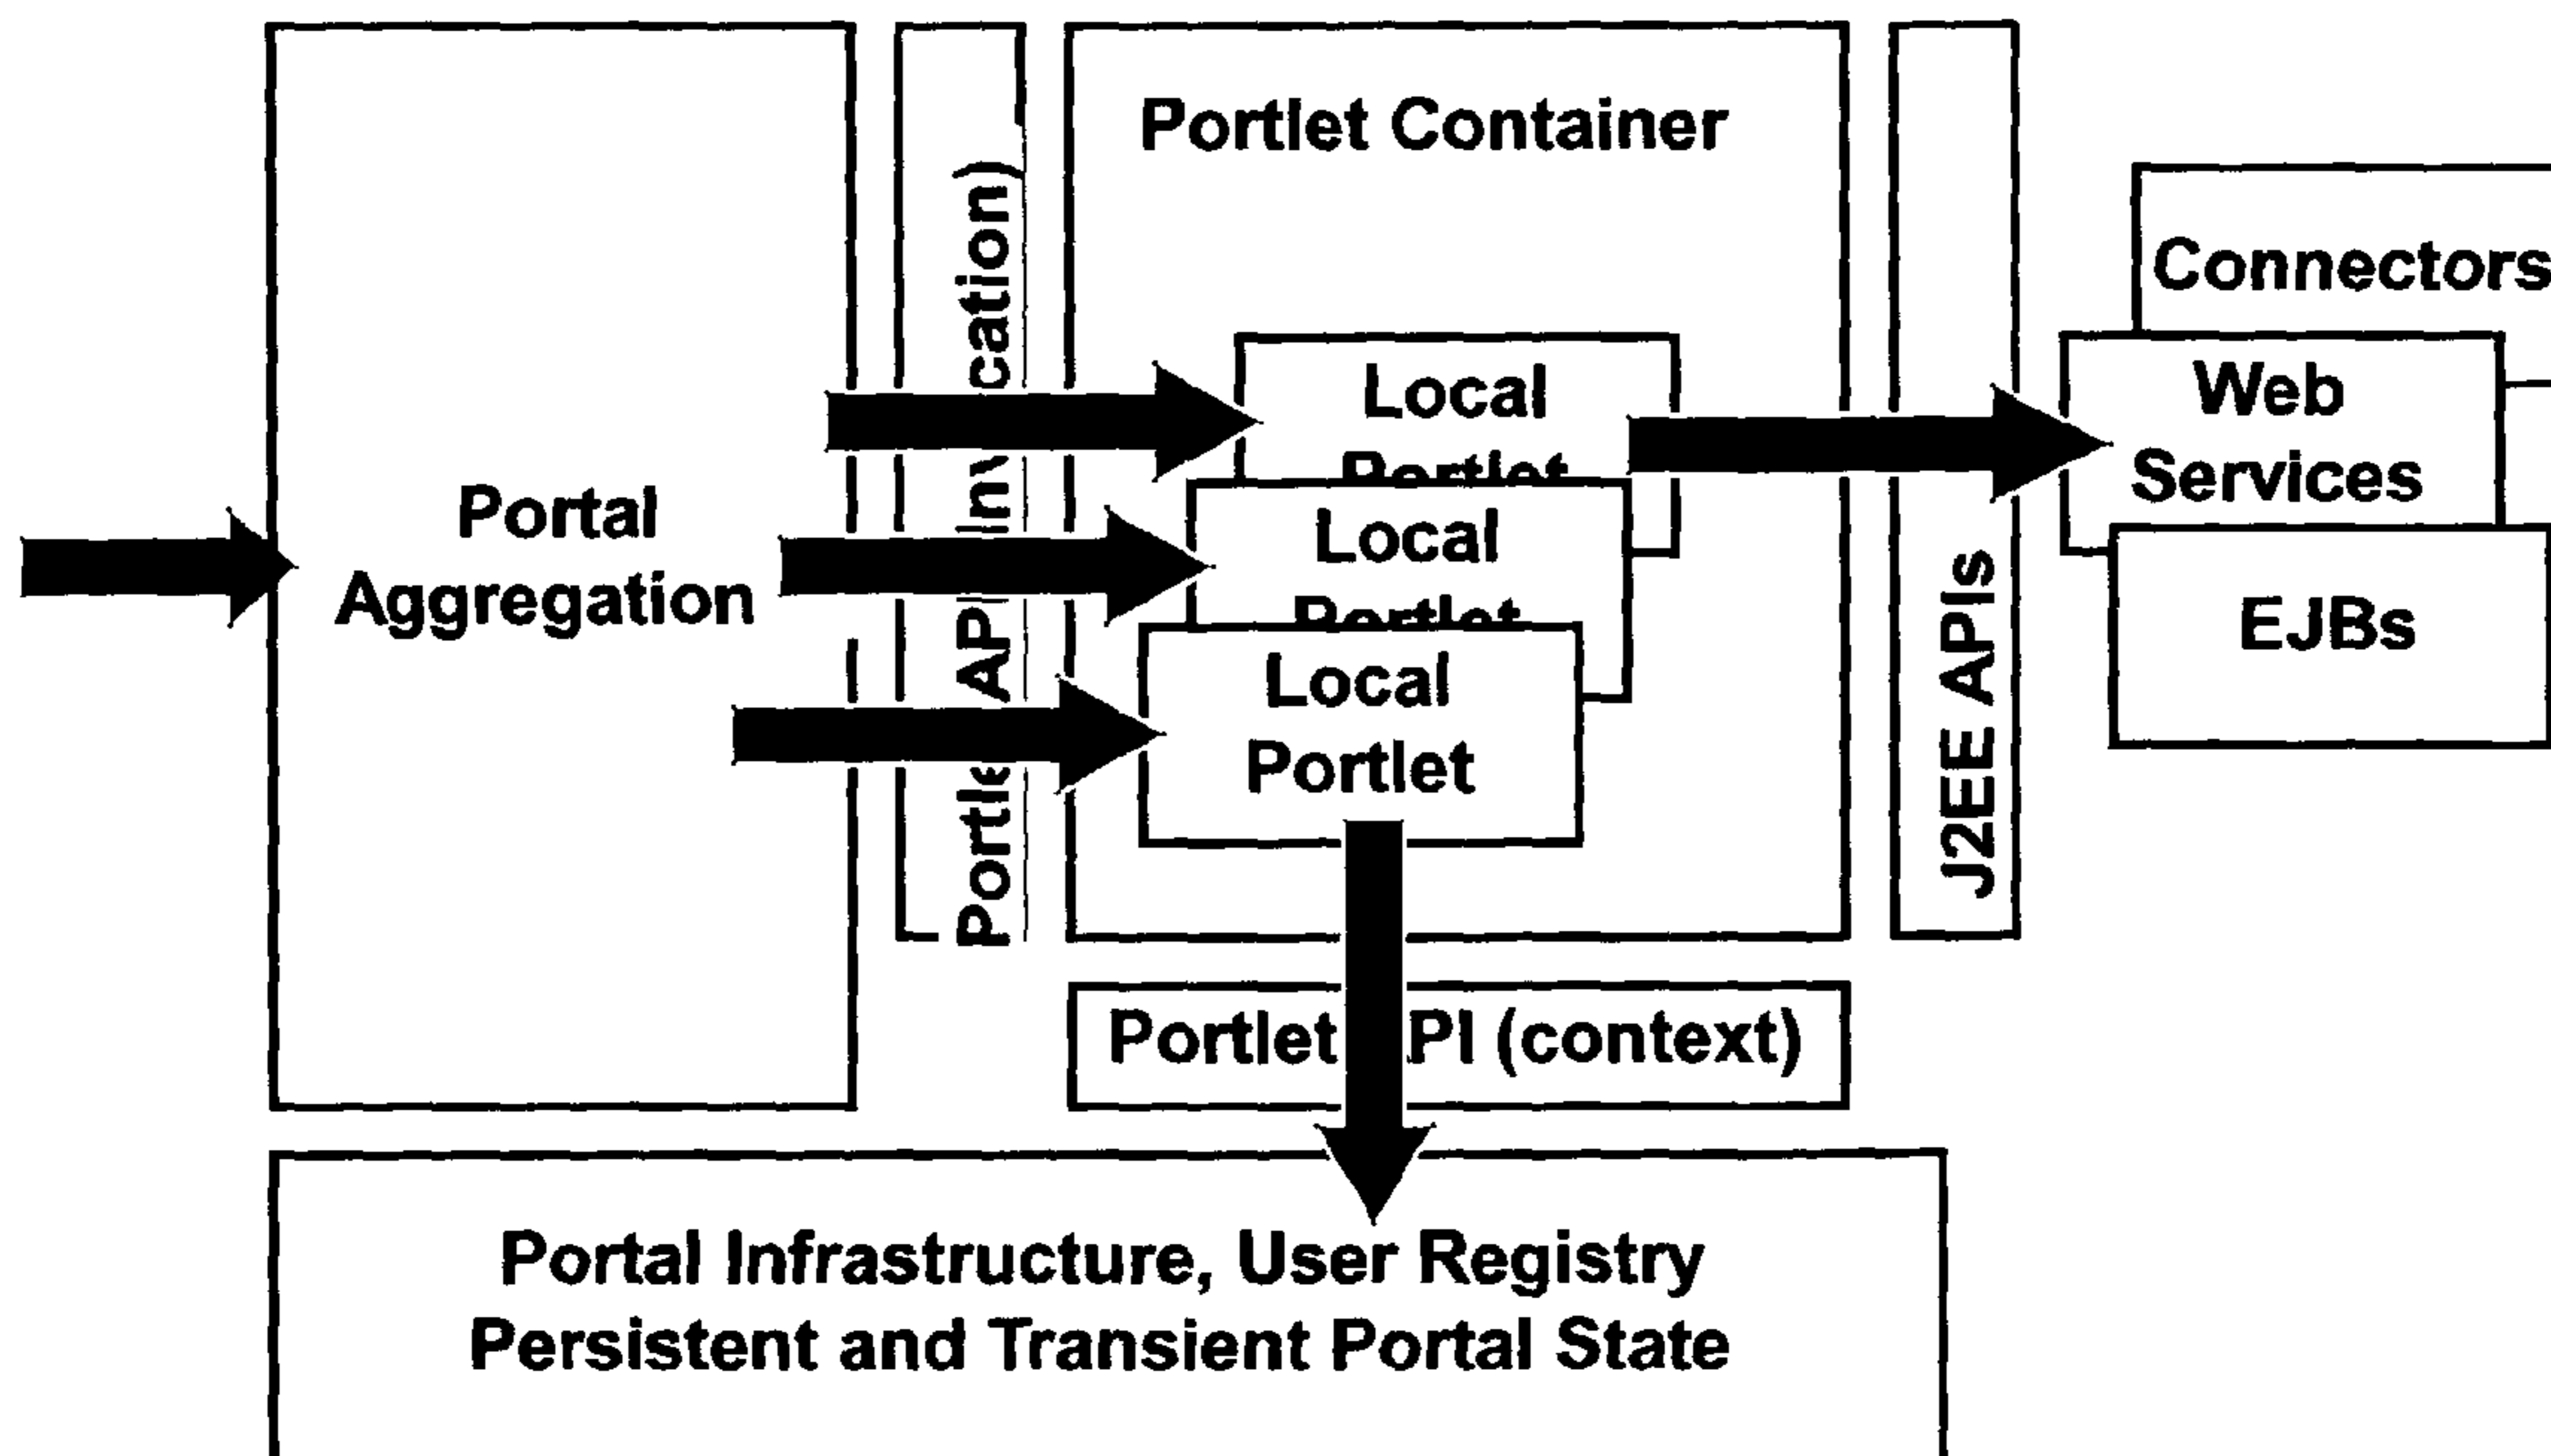 Portlet Container
Connectors
Local
Web
Services
Portal
Aggregation
Local
EJBs
Local
Portlet
J2EE APIs
(context)
Portlet
Portal Infrastructure, User Registry
Persistent and Transient Portal State